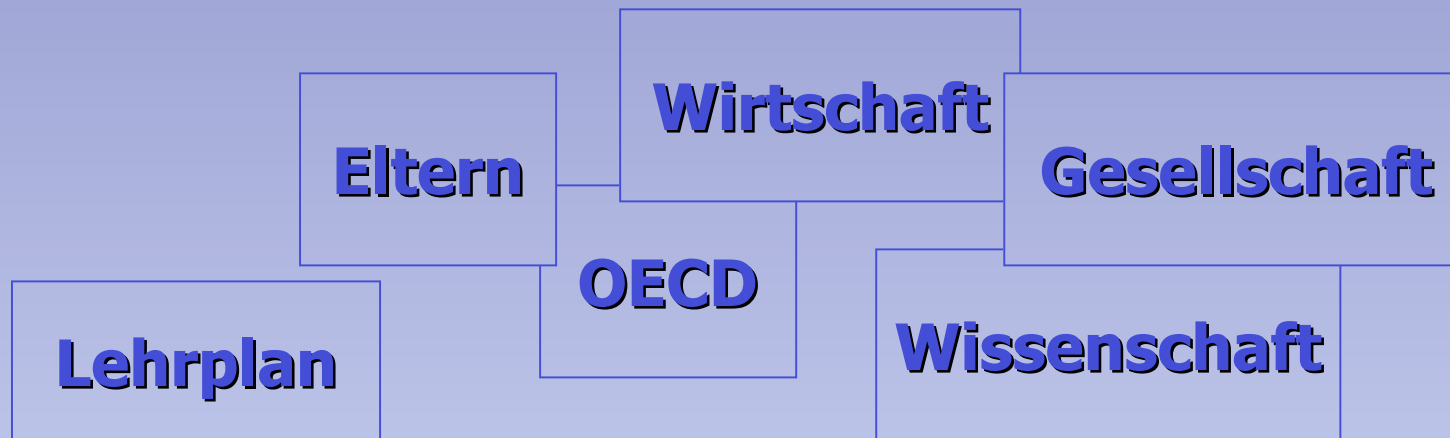 Wirtschaft
Eltern
Gesellschaft
OECD
Wissenschaft
Lehrplan